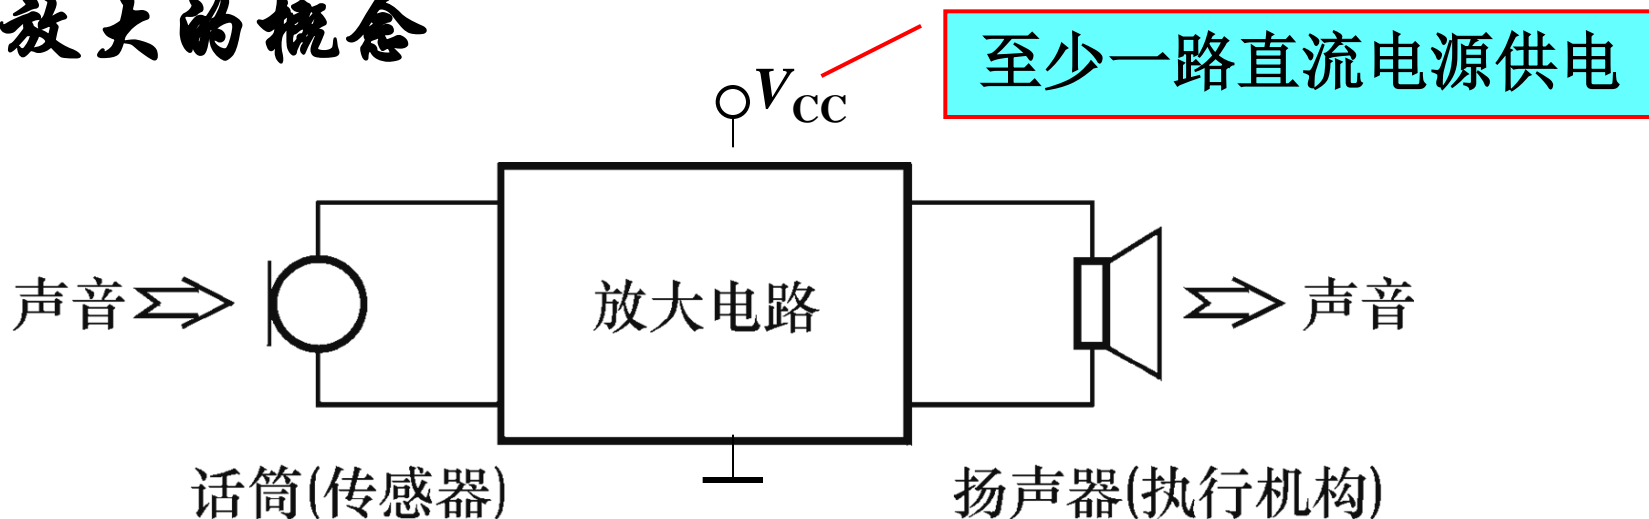 放大的概念
至少一路直流电源供电
VCC
声音
放大电路
声音
话筒(传感器)
扬声器(执行机构)